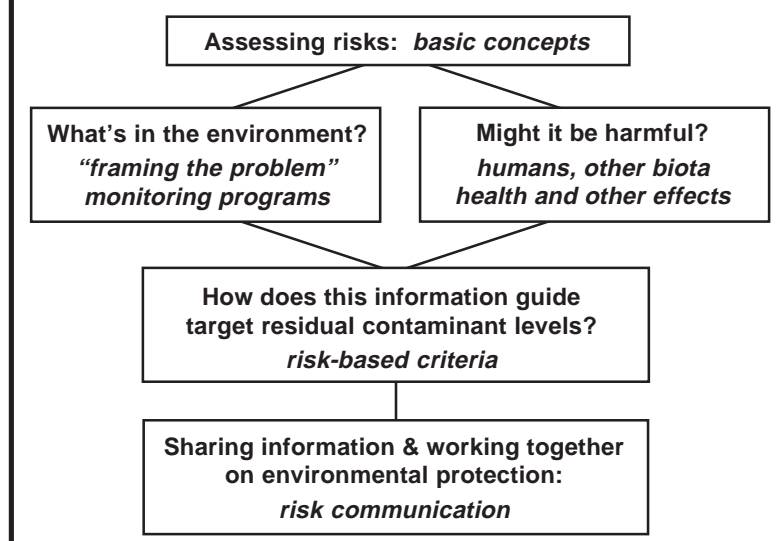 Assessing risks: basic concepts
What’s in the environment?
“framing the problem”
monitoring programs
Might it be harmful?
humans, other biota
health and other effects
How does this information guide
target residual contaminant levels?
risk-based criteria
Sharing information & working together
on environmental protection:
risk communication